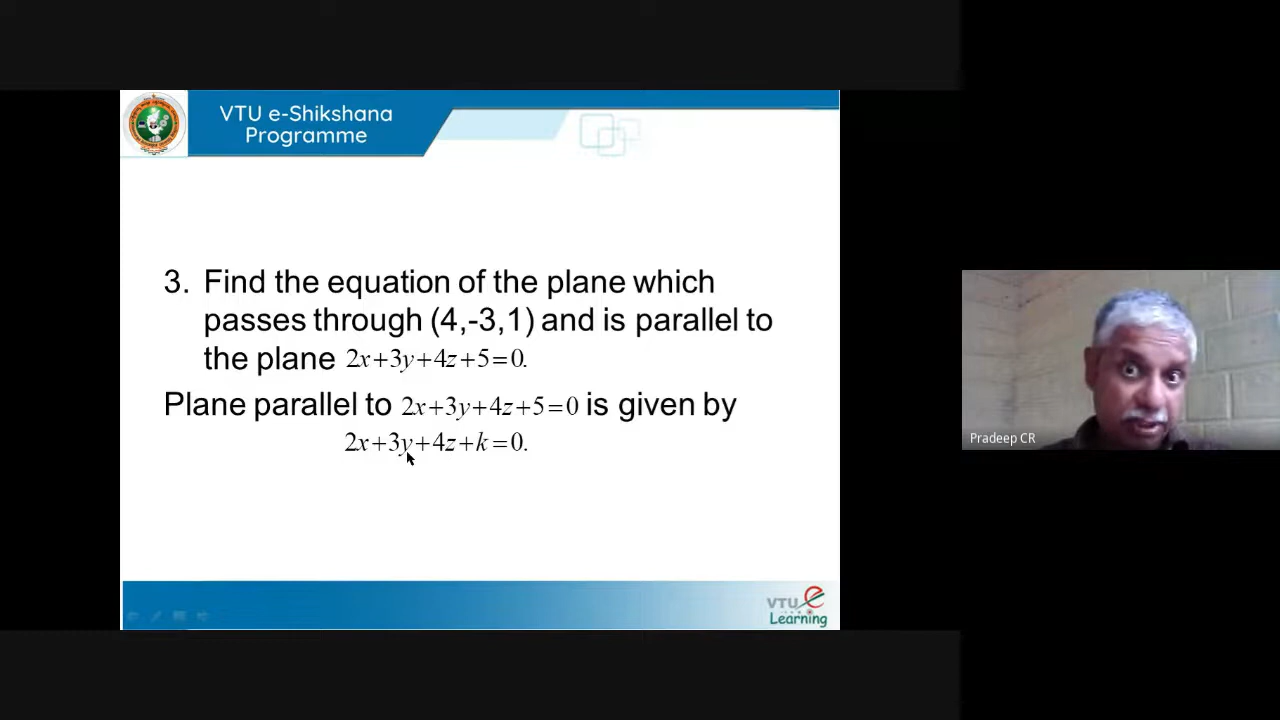 VTU e-Shikshana
Programme
3. Find the equation of the plane which
passes through (4,-3,1) and is parallel to
the plane 2x+3y+4z+5=0.
Plane parallel to 2x+3y+4z+5=0 is given by
2x+3y+4z+k=0.
Pradeep CR
VTU e
Learning